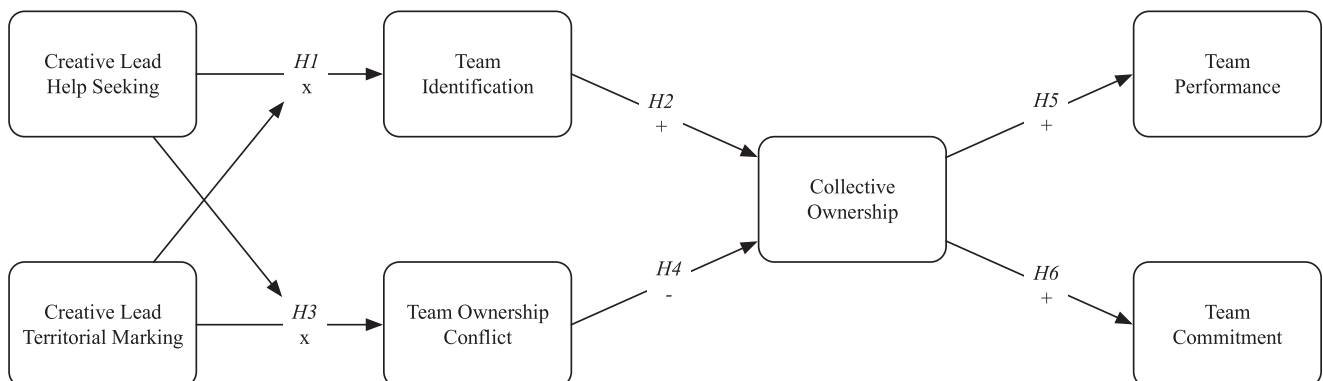 Creative Lead
Help Seeking
H1
x
Team
Identification
H2
+
Creative Lead
Territorial Marking
H3
x
Team Ownership
Conflict
H4
-
Collective
Ownership
H5
+
Team
Performance
H6
+
Team
Commitment